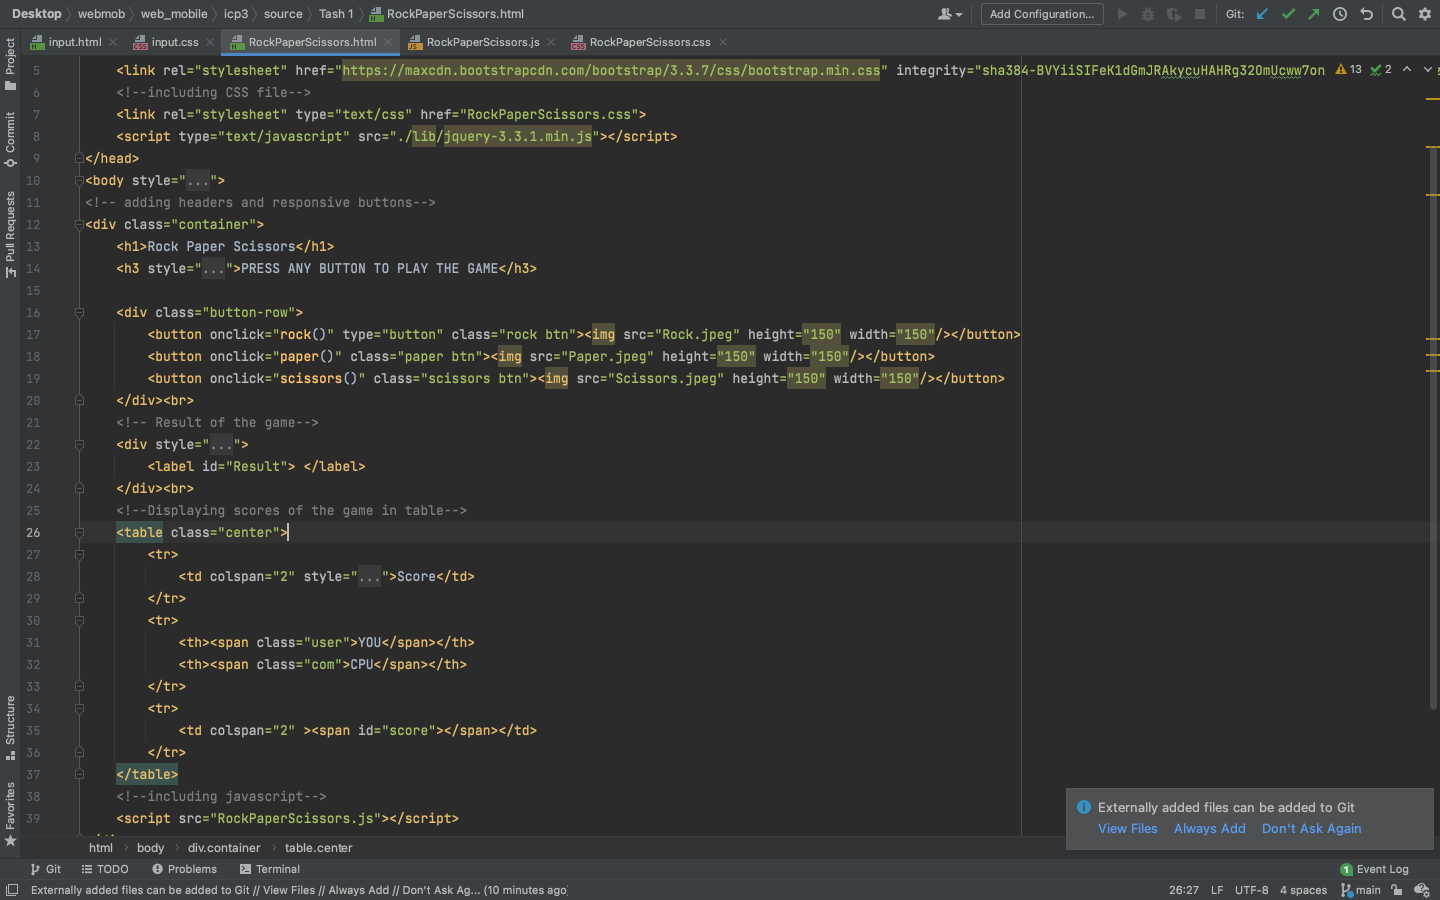 Desktop webmob web_mobile icp3 source Tash 1 RockPaperScissors.html Add Configuration... Git:
input.html input.css RockPaperScissors.html RockPaperScissors.js RockPaperScissors.css
Project
Commit
Pull Requests
Structure
Favorites
5 <link rel="stylesheet" href="https://maxcdn.bootstrapcdn.com/bootstrap/3.3.7/css/bootstrap.min.css" integrity="sha384-BVYiiSIFeK1dGmJRAkycuHAHRg32OmUcww7on 13 2
6 <!--including CSS file-->
7 <link rel="stylesheet" type="text/css" href="RockPaperScissors.css">
8 <script type="text/javascript" src="./lib/jquery-3.3.1.min.js"></script>
9 </head>
10 <body style="...">
11 <!-- adding headers and responsive buttons-->
12 <div class="container">
13 <h1>Rock Paper Scissors</h1>
14 <h3 style="...">PRESS ANY BUTTON TO PLAY THE GAME</h3>
15
16 <div class="button-row">
17 <button onclick="rock()" type="button" class="rock btn"><img src="Rock.jpeg" height="150" width="150"/></button>
18 <button onclick="paper()" class="paper btn"><img src="Paper.jpeg" height="150" width="150"/></button>
19 <button onclick="scissors()" class="scissors btn"><img src="Scissors.jpeg" height="150" width="150"/></button>
20 </div><br>
21 <!-- Result of the game-->
22 <div style="...">
23 <label id="Result"> </label>
24 </div><br>
25 <!--Displaying scores of the game in table-->
26 <table class="center">
27 <tr>
28 <td colspan="2" style="...">Score</td>
29 </tr>
30 <tr>
31 <th><span class="user">YOU</span></th>
32 <th><span class="com">CPU</span></th>
33 </tr>
34 <tr>
35 <td colspan="2" ><span id="score"></span></td>
36 </tr>
37 </table>
38 <!--including javascript-->
39 <script src="RockPaperScissors.js"></script>
Externally added files can be added to Git
View Files Always Add Don't Ask Again
html body div.container table.center
Git TODO Problems Terminal 1 Event Log
Externally added files can be added to Git // View Files // Always Add // Don't Ask Ag... (10 minutes ago) 26:27 LF UTF-8 4 spaces main